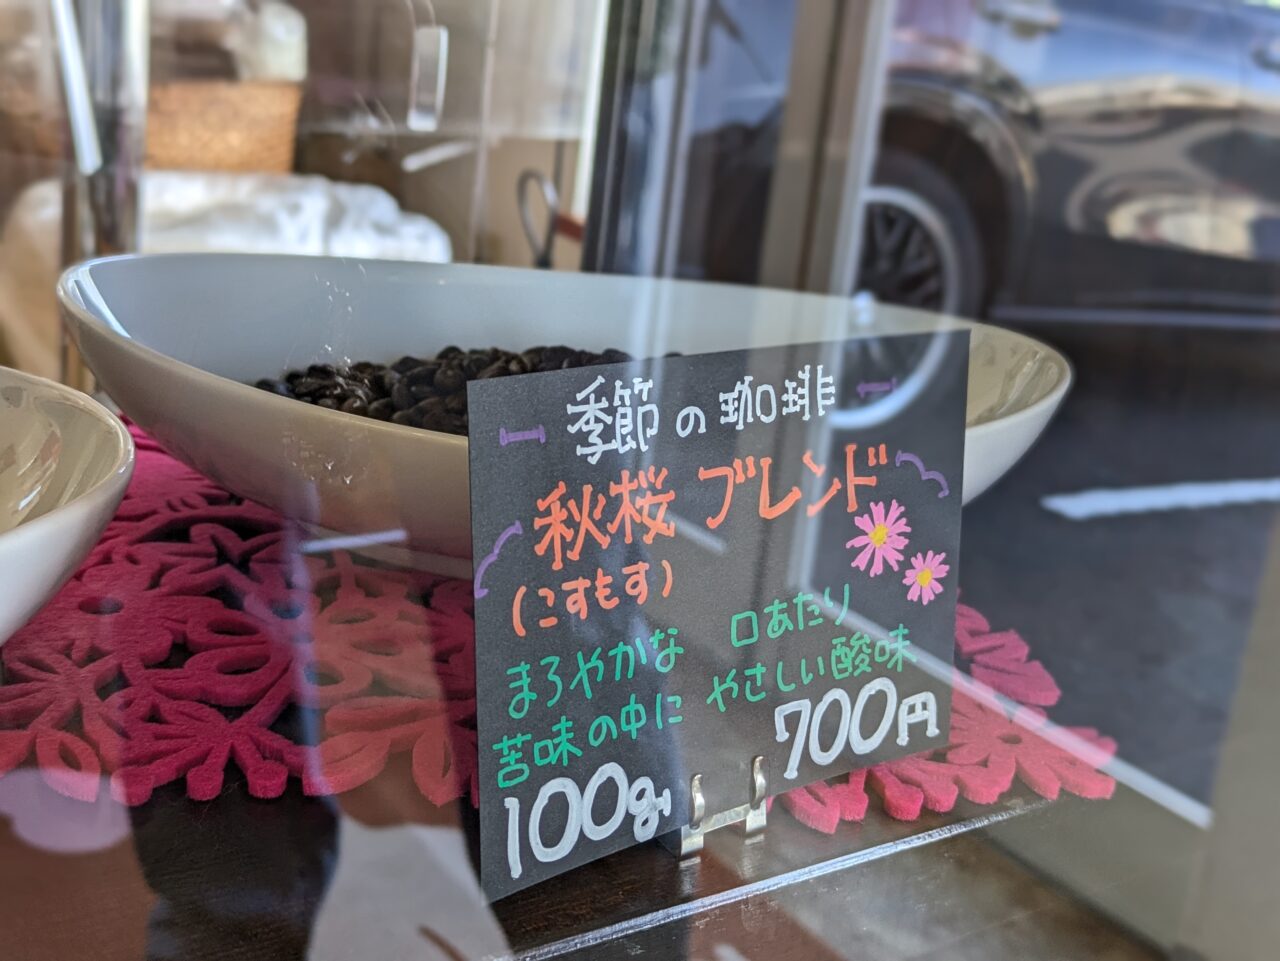 季節の珈琲
秋桜 ブレンド
(こすもす)
まろやかな 口あたり
苦味の中に やさしい酸味
100g 700円